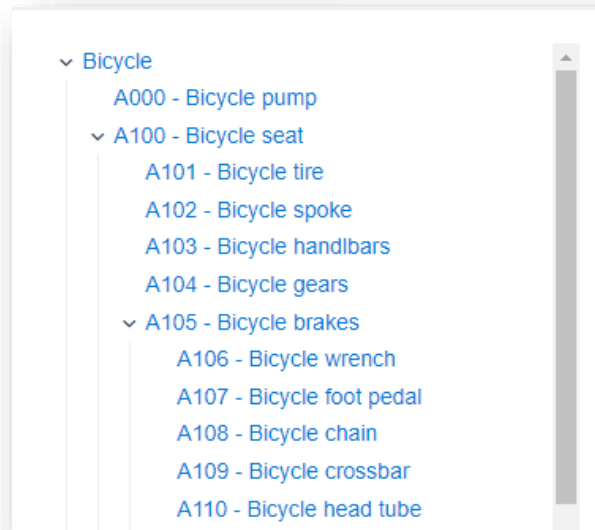 Bicycle
A000 - Bicycle pump
A100 - Bicycle seat
A101 - Bicycle tire
A102 - Bicycle spoke
A103 - Bicycle handlbars
A104 - Bicycle gears
A105 - Bicycle brakes
A106 - Bicycle wrench
A107 - Bicycle foot pedal
A108 - Bicycle chain
A109 - Bicycle crossbar
A110 - Bicycle head tube